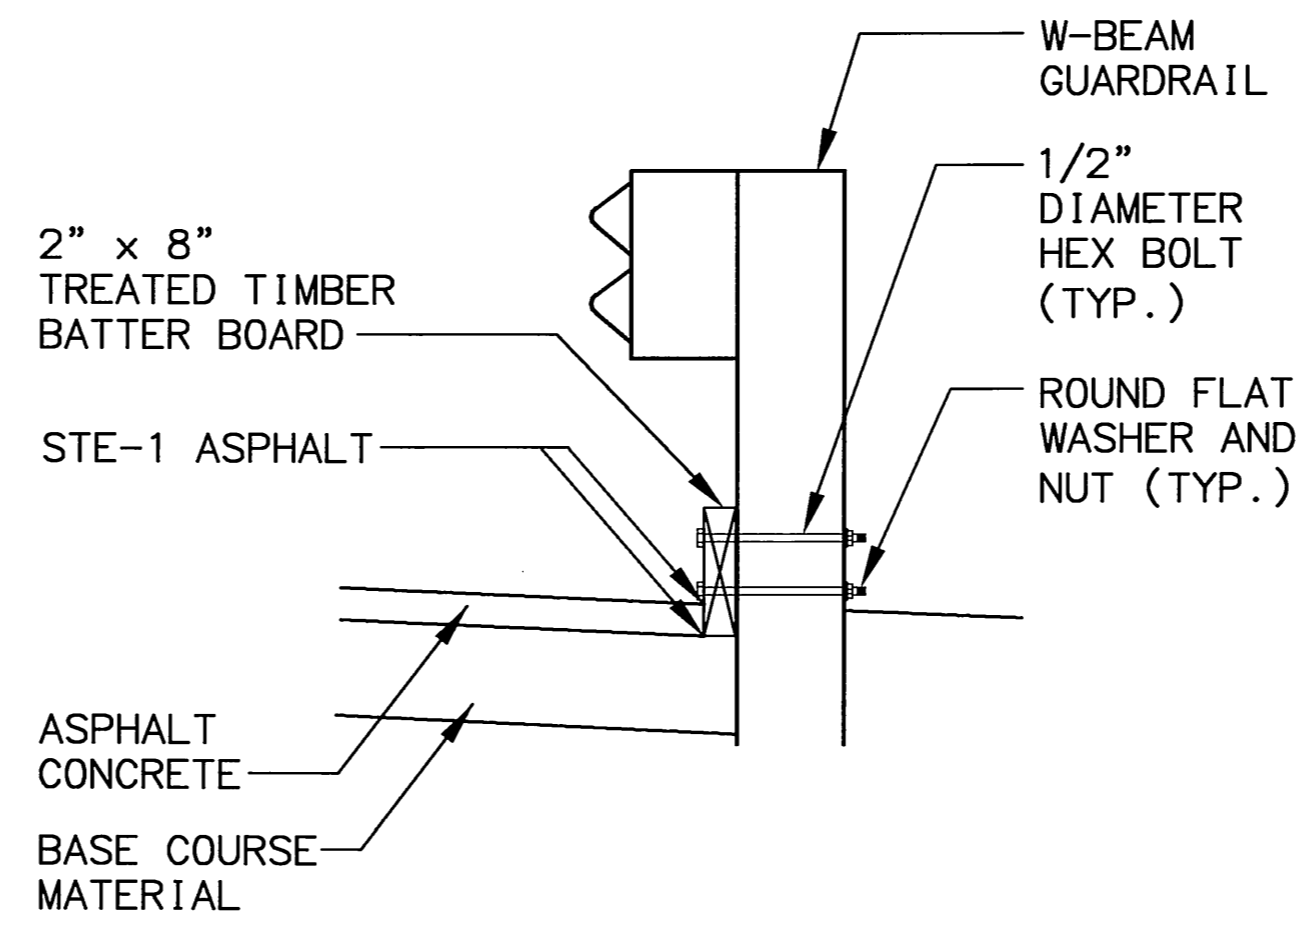 W-BEAM
GUARDRAIL
1/2”
DIAMETER
HEX BOLT
(TYP.)
2” x 8”
TREATED TIMBER
BATTER BOARD
ROUND FLAT
WASHER AND
NUT (TYP.)
STE-1 ASPHALT
ASPHALT
CONCRETE
BASE COURSE
MATERIAL